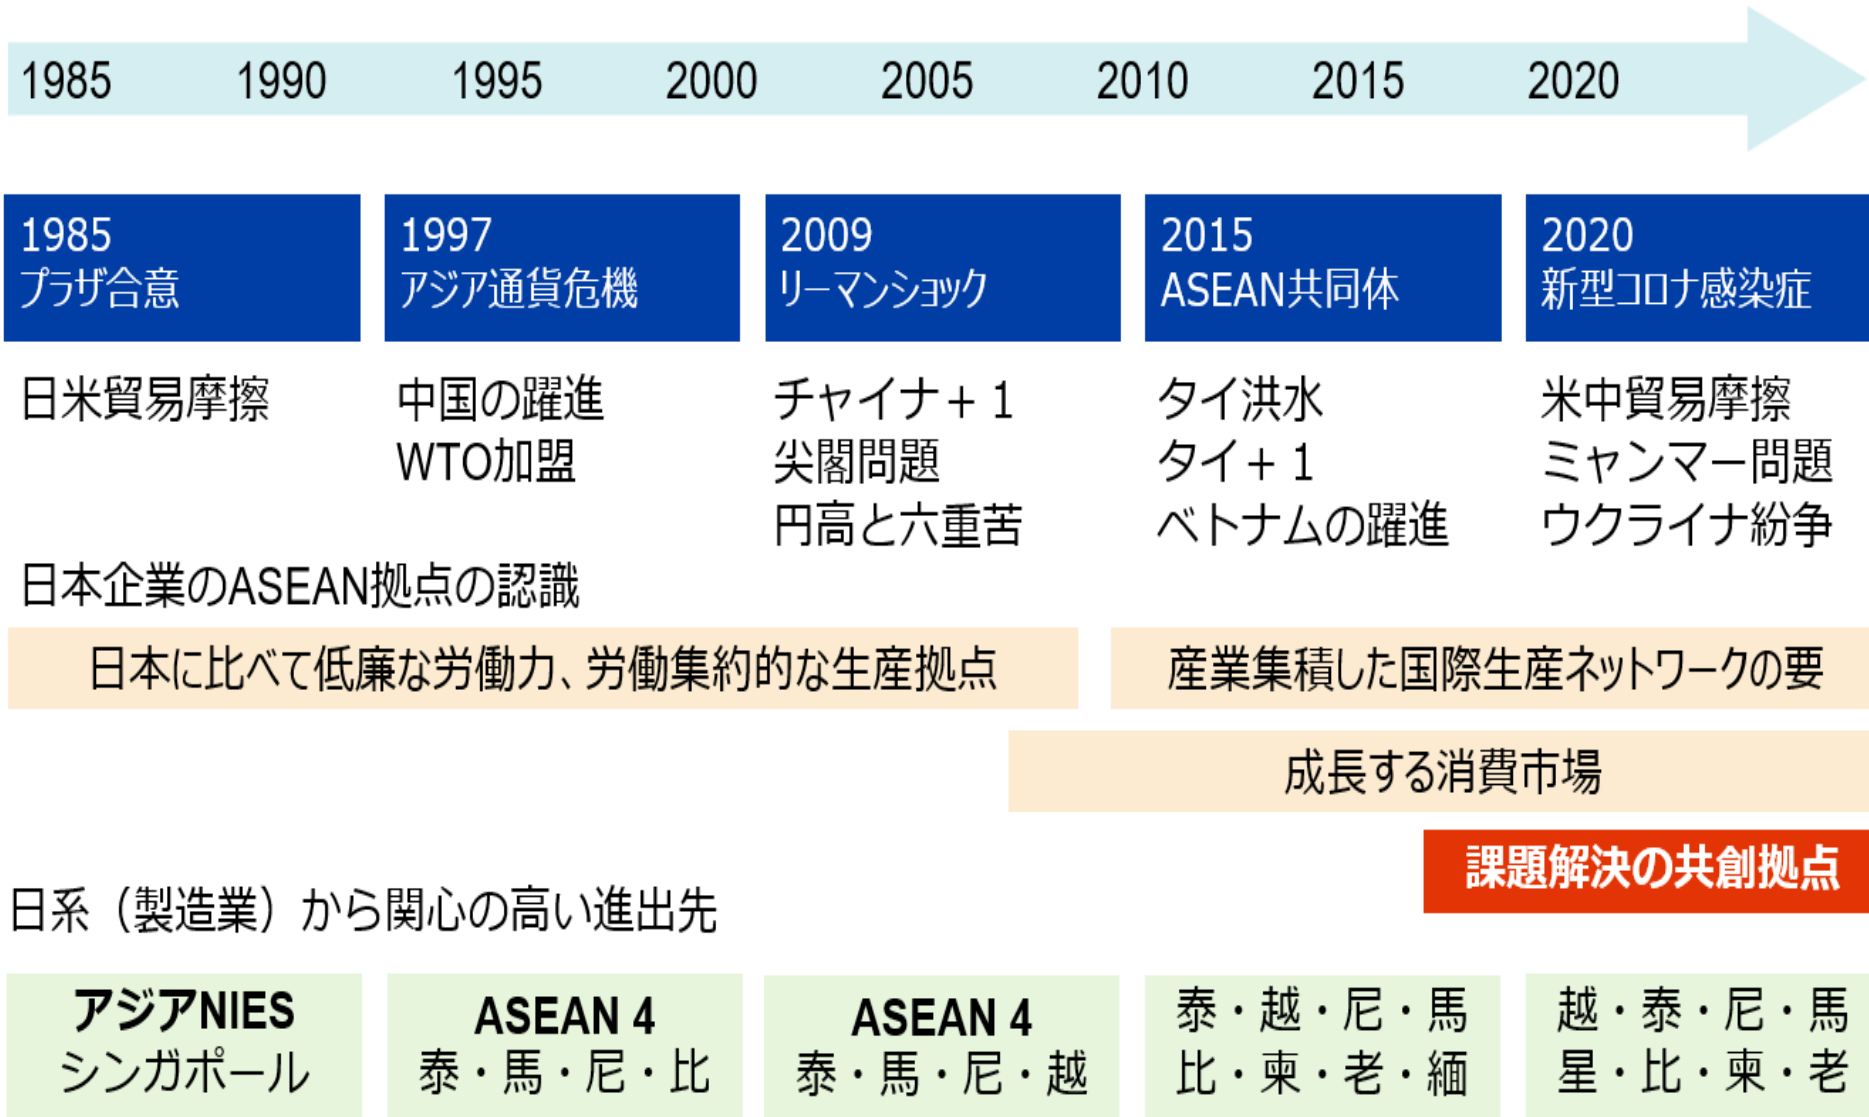 1985 1990 1995 2000 2005 2010 2015 2020
1985
プラザ合意
1997
アジア通貨危機
2009
リーマンショック
2015
ASEAN共同体
2020
新型コロナ感染症
日米貿易摩擦
中国の躍進
WTO加盟
チャイナ+1
尖閣問題
円高と六重苦
タイ洪水
タイ+1
ベトナムの躍進
米中貿易摩擦
ミャンマー問題
ウクライナ紛争
日本企業のASEAN拠点の認識
日本に比べて低廉な労働力、労働集約的な生産拠点
産業集積した国際生産ネットワークの要
成長する消費市場
課題解決の共創拠点
日系（製造業）から関心の高い進出先
アジアNIES
シンガポール
ASEAN 4
泰・馬・尼・比
ASEAN 4
泰・馬・尼・越
泰・越・尼・馬
比・柬・老・緬
越・泰・尼・馬
星・比・柬・老